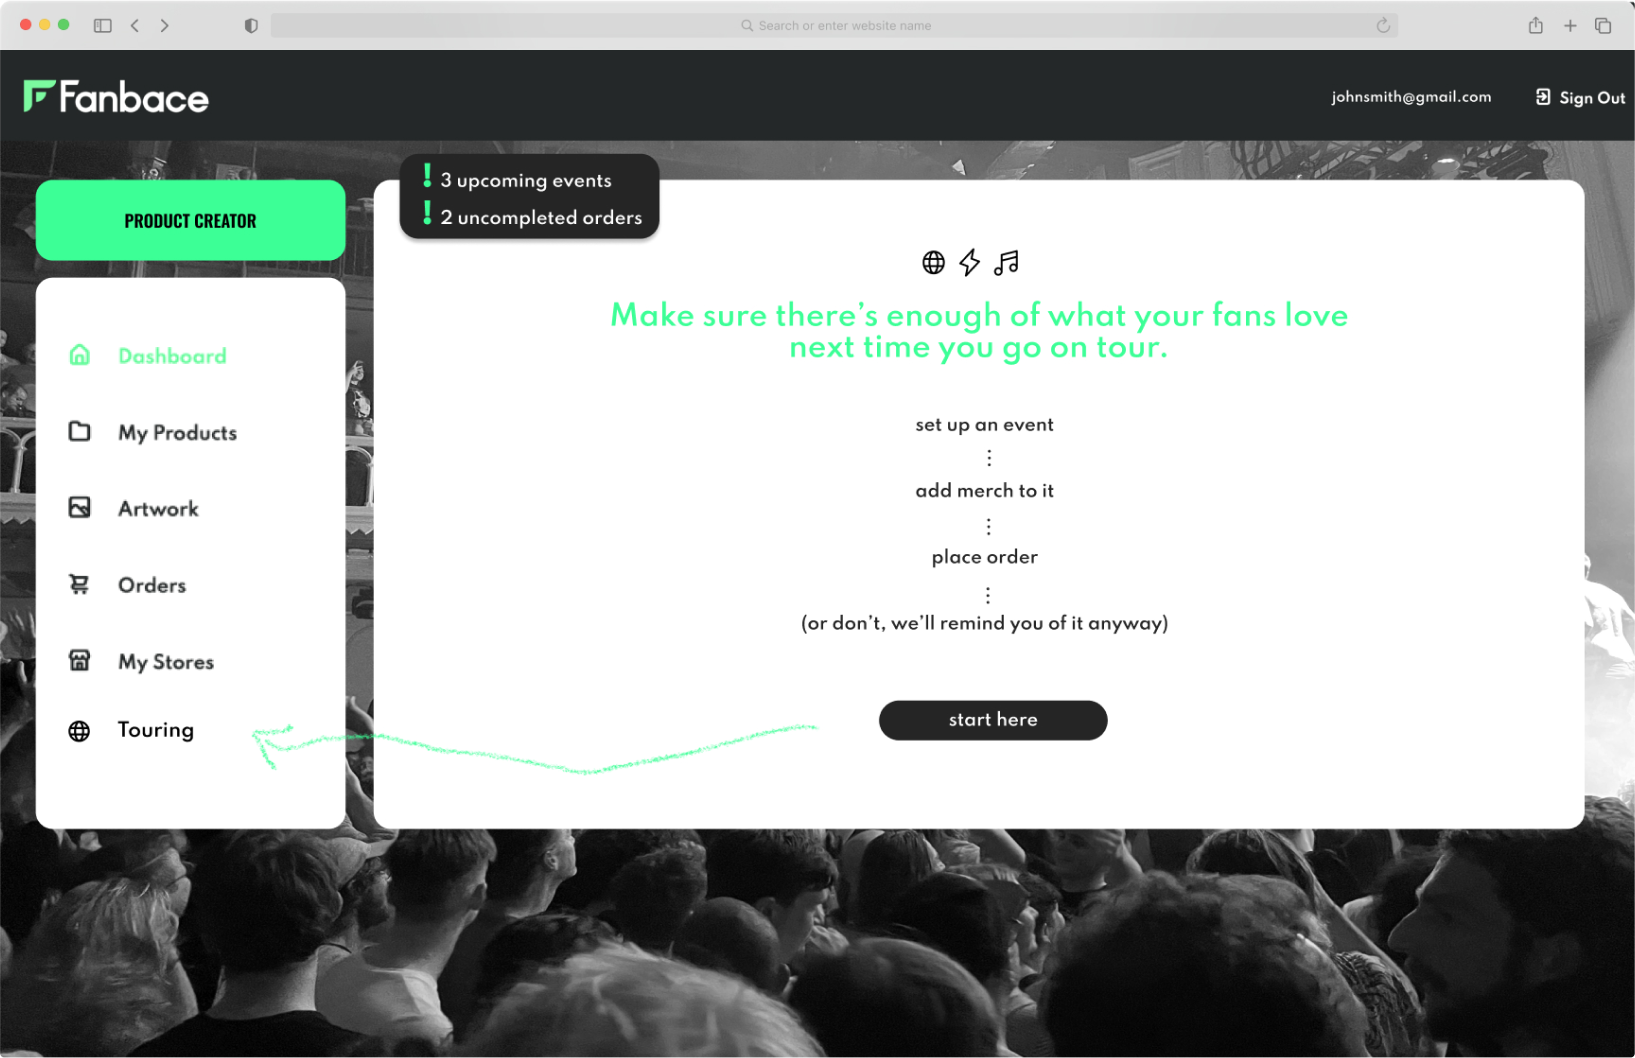 Search or enter website name
Fanbace
johnsmith@gmail.com
Sign Out
! 3 upcoming events
! 2 uncompleted orders
PRODUCT CREATOR
Dashboard
My Products
Artwork
Orders
My Stores
Touring
Make sure there’s enough of what your fans love
next time you go on tour.
set up an event
add merch to it
place order
(or don’t, we’ll remind you of it anyway)
start here